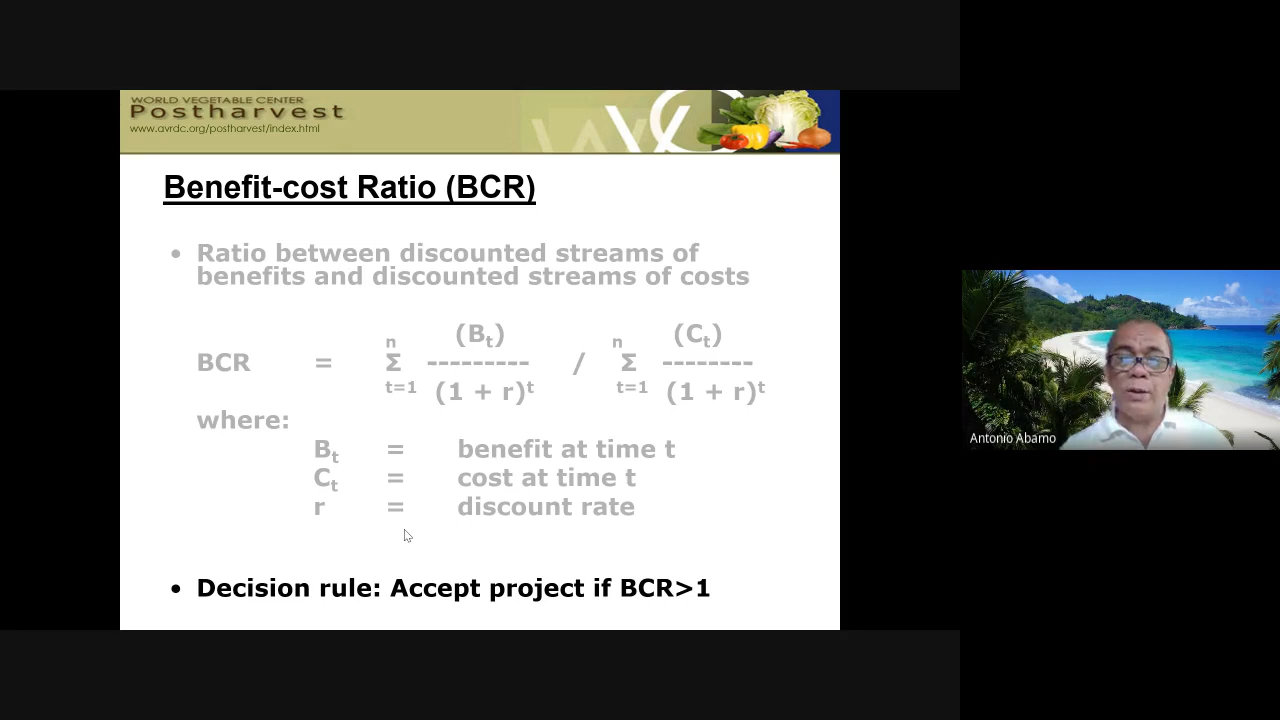 WORLD VEGETABLE CENTER
Postharvest
www.avrdc.org/postharvest/index.html
Benefit-cost Ratio (BCR)
• Ratio between discounted streams of
benefits and discounted streams of costs
n (Bt) n (Ct)
BCR = Σ --------- / Σ --------
t=1 (1 + r)t t=1 (1 + r)t
where:
Bt = benefit at time t
Ct = cost at time t
r = discount rate
• Decision rule: Accept project if BCR>1
Antonio Abamo